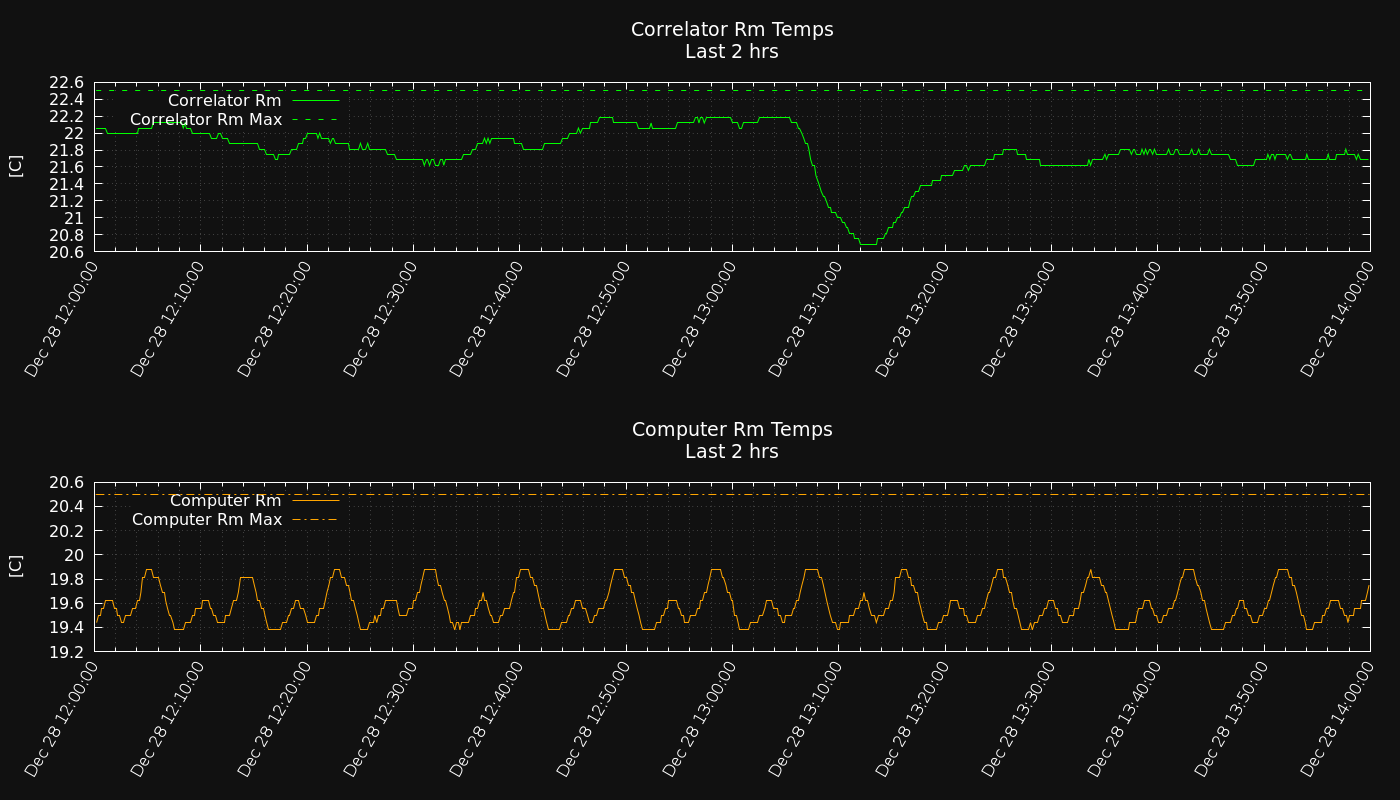 Correlator Rm Temps
Last 2 hrs
[C]
22.6
22.4
22.2
22
21.8
21.6
21.4
21.2
21
20.8
20.6
Correlator Rm
Correlator Rm Max
Dec 28 12:00:00
Dec 28 12:10:00
Dec 28 12:20:00
Dec 28 12:30:00
Dec 28 12:40:00
Dec 28 12:50:00
Dec 28 13:00:00
Dec 28 13:10:00
Dec 28 13:20:00
Dec 28 13:30:00
Dec 28 13:40:00
Dec 28 13:50:00
Dec 28 14:00:00
Computer Rm Temps
Last 2 hrs
[C]
20.6
20.4
20.2
20
19.8
19.6
19.4
19.2
Computer Rm
Computer Rm Max
Dec 28 12:00:00
Dec 28 12:10:00
Dec 28 12:20:00
Dec 28 12:30:00
Dec 28 12:40:00
Dec 28 12:50:00
Dec 28 13:00:00
Dec 28 13:10:00
Dec 28 13:20:00
Dec 28 13:30:00
Dec 28 13:40:00
Dec 28 13:50:00
Dec 28 14:00:00